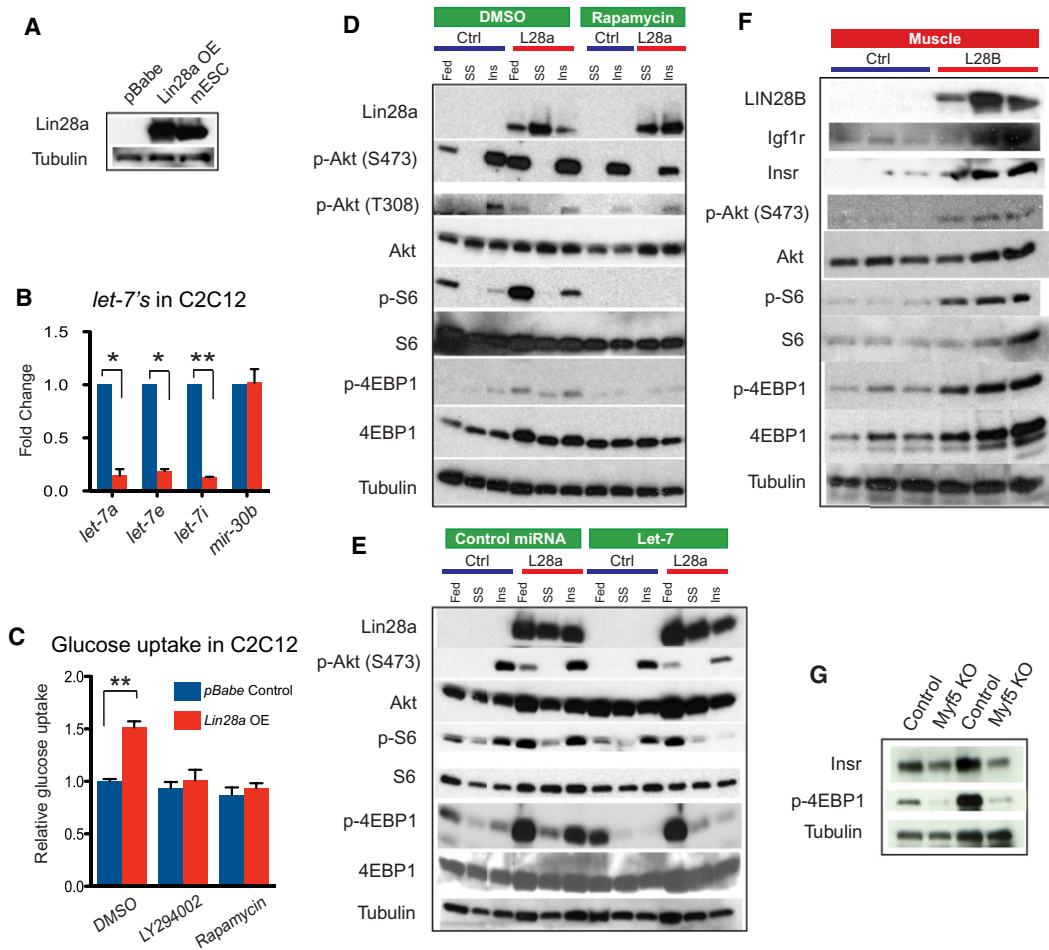 A
pBabe
Lin28a OE
mESC
Lin28a
Tubulin
B
let-7's in C2C12
Fold Change
1.5
1.0
0.5
0.0
*
*
**
let-7a
let-7e
let-7i
mir-30b
C
Glucose uptake in C2C12
Relative glucose uptake
2.0
1.5
1.0
0.5
0.0
**
pBabe Control
Lin28a OE
DMSO
LY294002
Rapamycin
D
DMSO
Rapamycin
Ctrl
L28a
Ctrl
L28a
Fed
SS
Ins
Fed
SS
Ins
SS
Ins
SS
Ins
Lin28a
p-Akt (S473)
p-Akt (T308)
Akt
p-S6
S6
p-4EBP1
4EBP1
Tubulin
E
Control miRNA
Let-7
Ctrl
L28a
Ctrl
L28a
Fed
SS
Ins
Fed
SS
Ins
Fed
SS
Ins
Fed
SS
Ins
Lin28a
p-Akt (S473)
Akt
p-S6
S6
p-4EBP1
4EBP1
Tubulin
F
Muscle
Ctrl
L28B
LIN28B
Igf1r
Insr
p-Akt (S473)
Akt
p-S6
S6
p-4EBP1
4EBP1
Tubulin
G
Control
Myf5 KO
Control
Myf5 KO
Insr
p-4EBP1
Tubulin